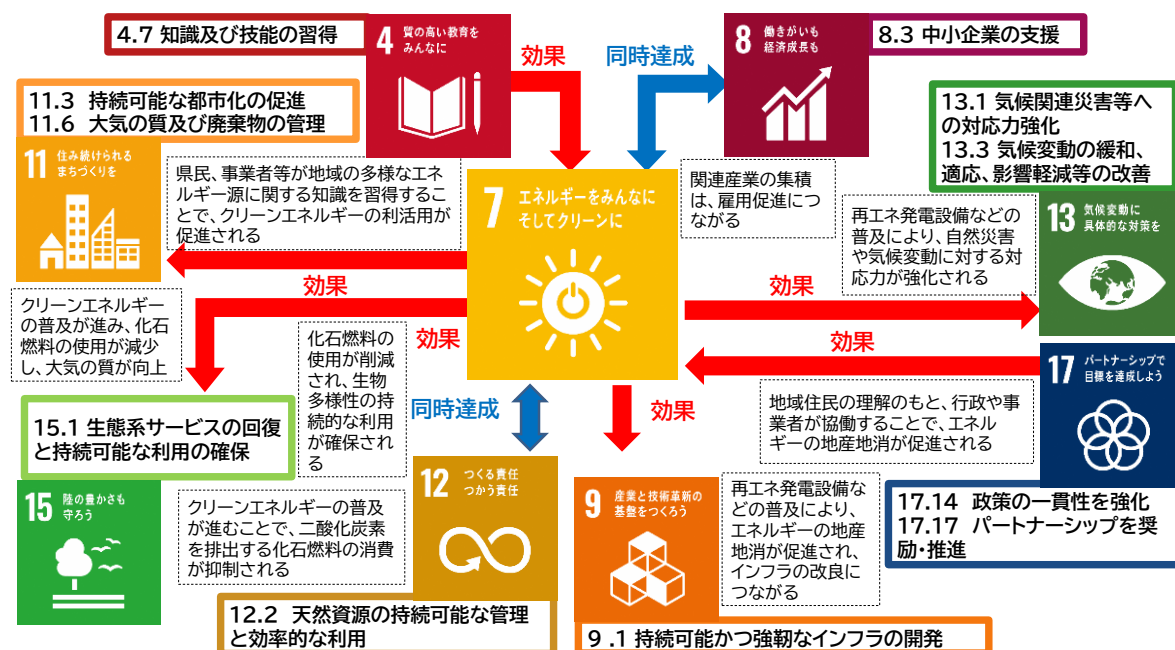 4.7 知識及び技能の習得
4 質の高い教育を
みんなに
効果
同時達成
8 働きがいも
経済成長も
8.3 中小企業の支援
11.3 持続可能な都市化の促進
11.6 大気の質及び廃棄物の管理
11 住み続けられる
まちづくりを
県民、事業者等が地域の多様なエ
ネルギー源に関する知識を習得するこ
とで、クリーンエネルギーの利活用が
促進される
7 エネルギーをみんなに
そしてクリーンに
関連産業の集積
は、雇用促進につ
ながる
13.1 気候関連災害等へ
の対応力強化
13.3 気候変動の緩和、
適応、影響軽減等の改善
再エネ発電設備などの
普及により、自然災害
や気候変動に対する対
応力が強化される
13 気候変動に
具体的な対策を
効果
効果
効果
クリーンエネルギー
の普及が進み、化石
燃料の使用が減少
し、大気の質が向上
化石燃料の
使用が削減
され、生物
多様性の持
続的な利用
が確保され
る
効果
17 パートナーシップで
目標を達成しよう
地域住民の理解のもと、行政や事
業者が協働することで、エネル
ギーの地産地消が促進される
同時達成
効果
15.1 生態系サービスの回復
と持続可能な利用の確保
15 陸の豊かさも
守ろう
クリーンエネルギーの普及
が進むことで、二酸化炭素
を排出する化石燃料の消費
が抑制される
12 つくる責任
つかう責任
9 産業と技術革新の
基盤をつくろう
再エネ発電設備な
どの普及により、
エネルギーの地産
地消が促進され、
インフラの改良に
つながる
17.14 政策の一貫性を強化
17.17 パートナーシップを奨
励・推進
12.2 天然資源の持続可能な管理
と効率的な利用
9 .1 持続可能かつ強靭なインフラの開発